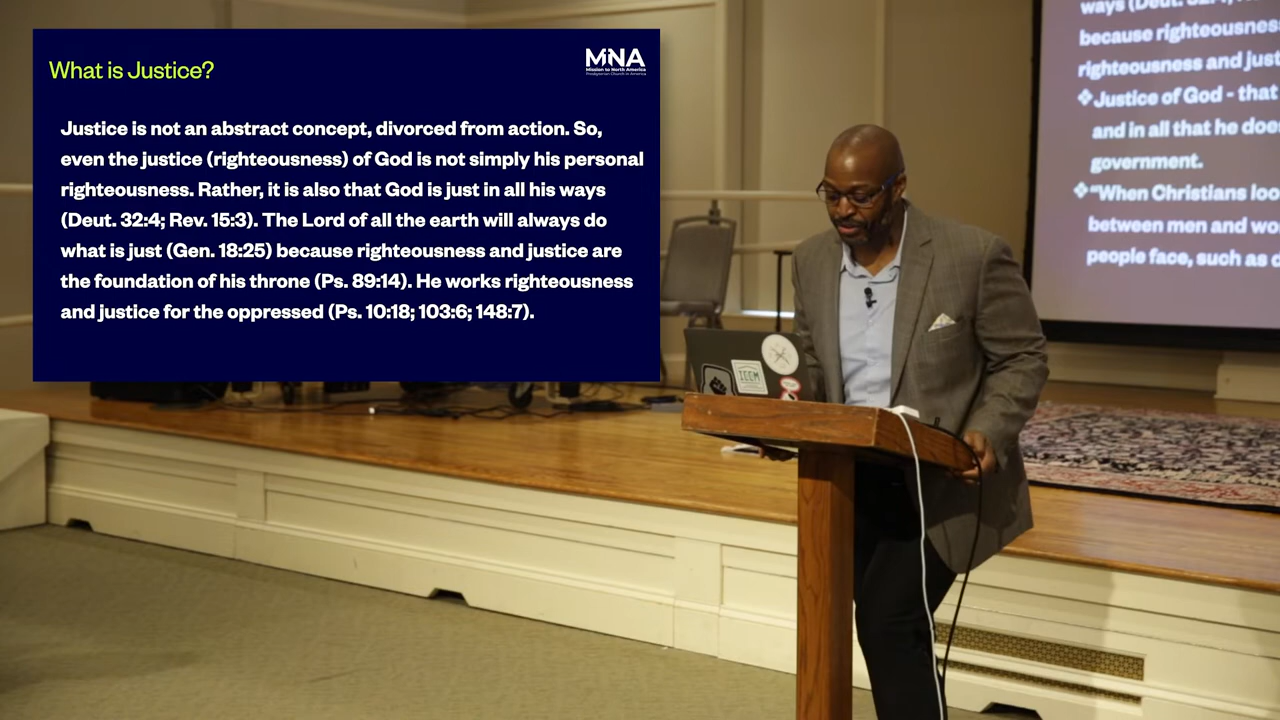 What is Justice?
MNA
Mission to North America
Presbyterian Church in America
Justice is not an abstract concept, divorced from action. So,
even the justice (righteousness) of God is not simply his personal
righteousness. Rather, it is also that God is just in all his ways
(Deut. 32:4; Rev. 15:3). The Lord of all the earth will always do
what is just (Gen. 18:25) because righteousness and justice are
the foundation of his throne (Ps. 89:14). He works righteousness
and justice for the oppressed (Ps. 10:18; 103:6; 148:7).
ways (Deut. 32:4,
because righteousness
righteousness and just
❖Justice of God - that
and in all that he doe
government.
❖"When Christians loo
between men and wo
people face, such as d